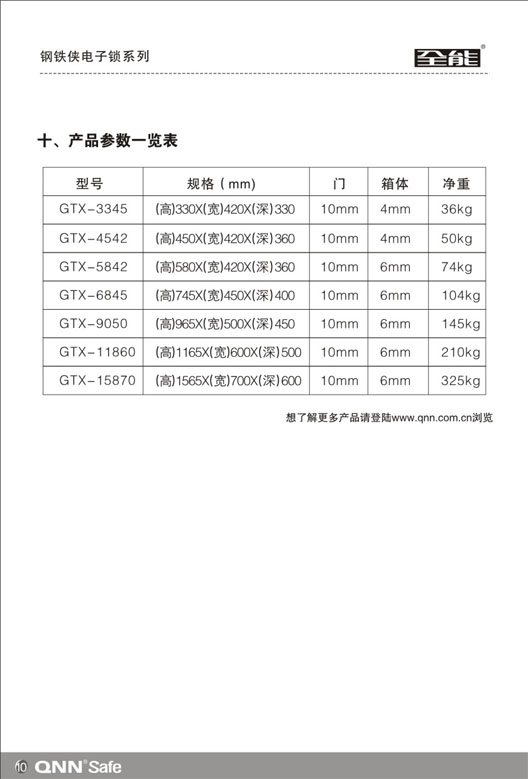 钢铁侠电子锁系列
全能®
十、产品参数一览表
型号 规格(mm) 门 箱体 净重
GTX-3345 (高)330X(宽)420X(深)330 10mm 4mm 36kg
GTX-4542 (高)450X(宽)420X(深)360 10mm 4mm 50kg
GTX-5842 (高)580X(宽)420X(深)360 10mm 6mm 74kg
GTX-6845 (高)745X(宽)450X(深)400 10mm 6mm 104kg
GTX-9050 (高)965X(宽)500X(深)450 10mm 6mm 145kg
GTX-11860 (高)1165X(宽)600X(深)500 10mm 6mm 210kg
GTX-15870 (高)1565X(宽)700X(深)600 10mm 6mm 325kg
想了解更多产品请登陆www.qnn.com.cn浏览
10 QNN®Safe